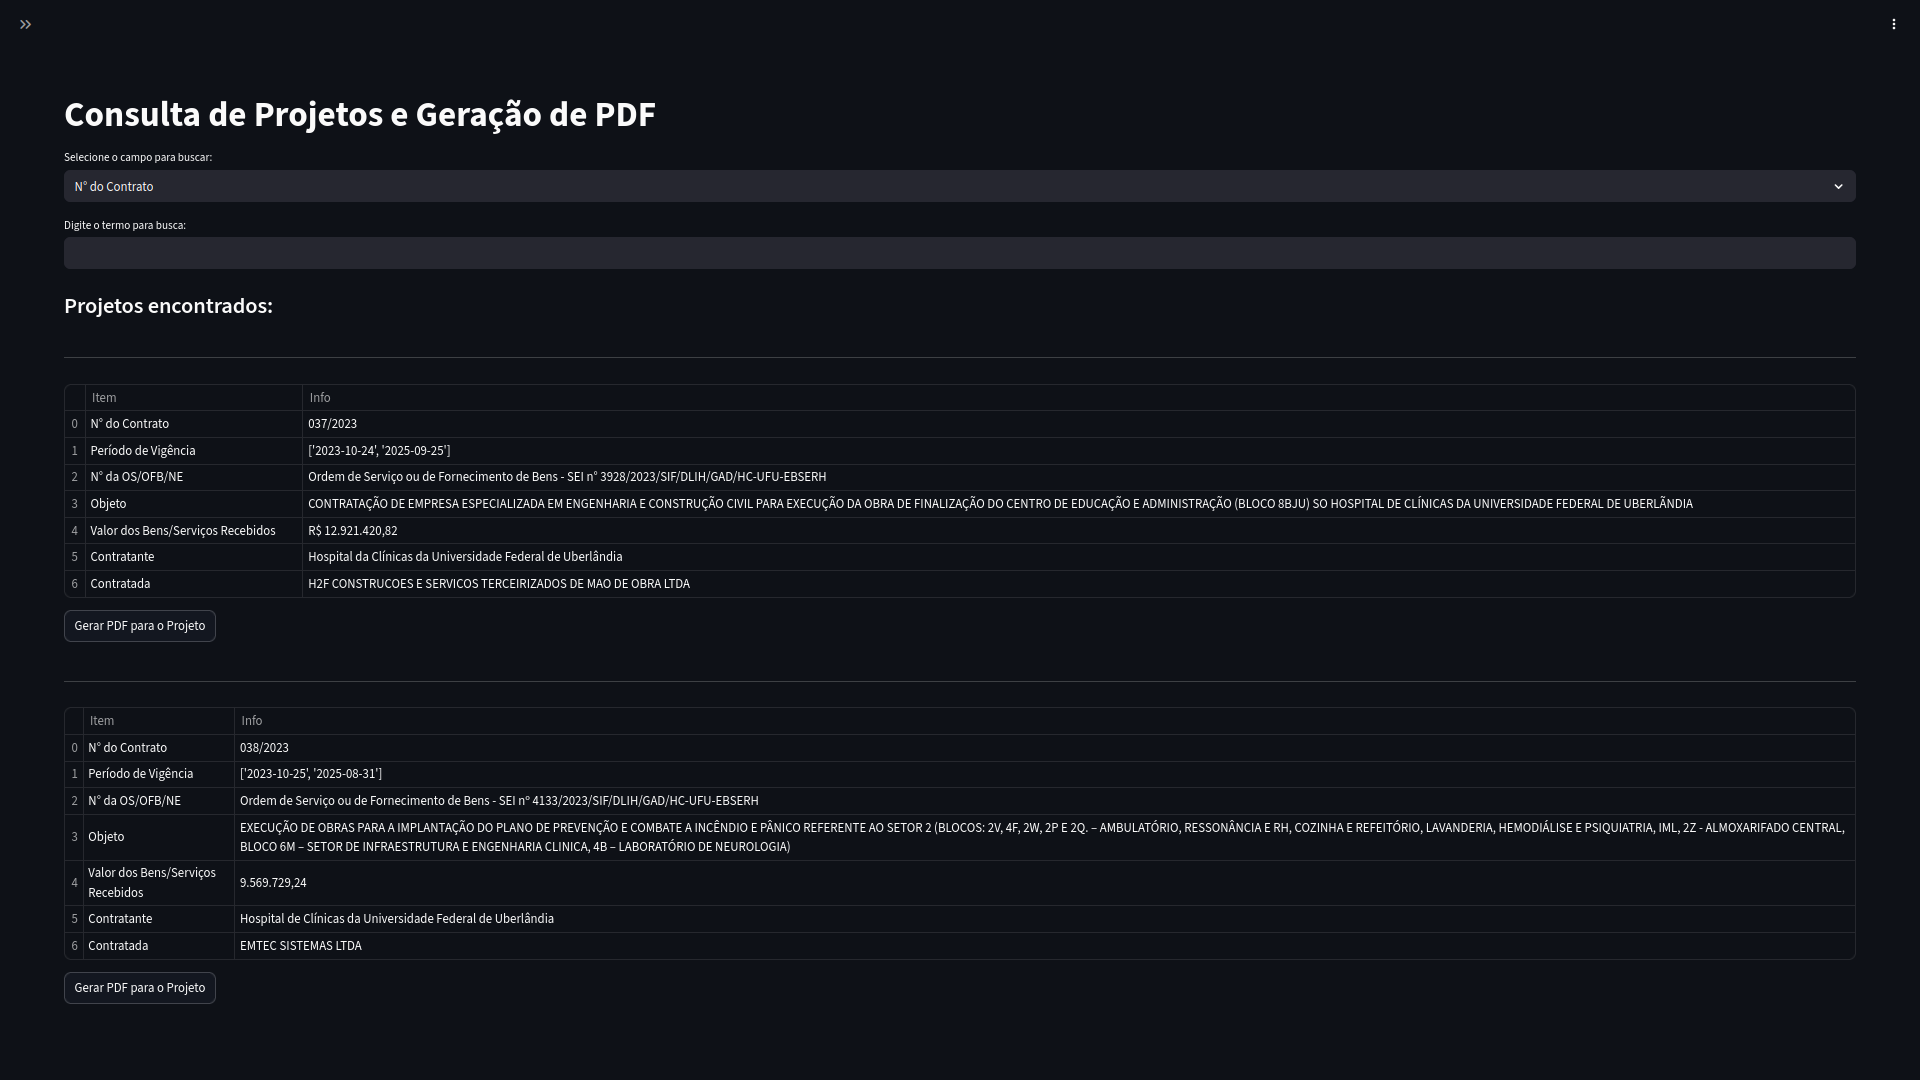 Consulta de Projetos e Geração de PDF
Selecione o campo para buscar:
N° do Contrato
Digite o termo para busca:
Projetos encontrados:
Item Info
0 N° do Contrato 037/2023
1 Período de Vigência ['2023-10-24', '2025-09-25']
2 N° da OS/OFB/NE Ordem de Serviço ou de Fornecimento de Bens - SEI n° 3928/2023/SIF/DLIH/GAD/HC-UFU-EBSERH
3 Objeto CONTRATAÇÃO DE EMPRESA ESPECIALIZADA EM ENGENHARIA E CONSTRUÇÃO CIVIL PARA EXECUÇÃO DA OBRA DE FINALIZAÇÃO DO CENTRO DE EDUCAÇÃO E ADMINISTRAÇÃO (BLOCO 8BJU) SO HOSPITAL DE CLÍNICAS DA UNIVERSIDADE FEDERAL DE UBERLÃNDIA
4 Valor dos Bens/Serviços Recebidos R$ 12.921.420,82
5 Contratante Hospital da Clínicas da Universidade Federal de Uberlândia
6 Contratada H2F CONSTRUCOES E SERVICOS TERCEIRIZADOS DE MAO DE OBRA LTDA
Gerar PDF para o Projeto
Item Info
0 N° do Contrato 038/2023
1 Período de Vigência ['2023-10-25', '2025-08-31']
2 N° da OS/OFB/NE Ordem de Serviço ou de Fornecimento de Bens - SEI nº 4133/2023/SIF/DLIH/GAD/HC-UFU-EBSERH
3 Objeto EXECUÇÃO DE OBRAS PARA A IMPLANTAÇÃO DO PLANO DE PREVENÇÃO E COMBATE A INCÊNDIO E PÂNICO REFERENTE AO SETOR 2 (BLOCOS: 2V, 4F, 2W, 2P E 2Q. – AMBULATÓRIO, RESSONÂNCIA E RH, COZINHA E REFEITÓRIO, LAVANDERIA, HEMODIÁLISE E PSIQUIATRIA, IML, 2Z - ALMOXARIFADO CENTRAL,
BLOCO 6M – SETOR DE INFRAESTRUTURA E ENGENHARIA CLINICA, 4B – LABORATÓRIO DE NEUROLOGIA)
4 Valor dos Bens/Serviços
Recebidos 9.569.729,24
5 Contratante Hospital de Clínicas da Universidade Federal de Uberlândia
6 Contratada EMTEC SISTEMAS LTDA
Gerar PDF para o Projeto